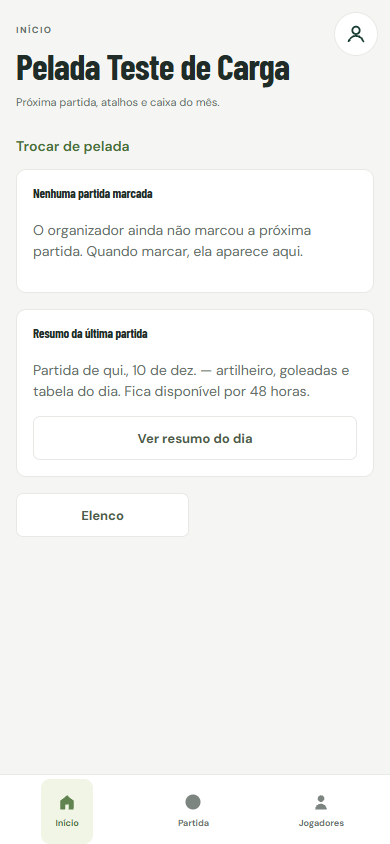 INÍCIO
Pelada Teste de Carga
Próxima partida, atalhos e caixa do mês.
Trocar de pelada
Nenhuma partida marcada
O organizador ainda não marcou a próxima
partida. Quando marcar, ela aparece aqui.
Resumo da última partida
Partida de qui., 10 de dez. — artilheiro, goleadas e
tabela do dia. Fica disponível por 48 horas.
Ver resumo do dia
Elenco
Início
Partida
Jogadores